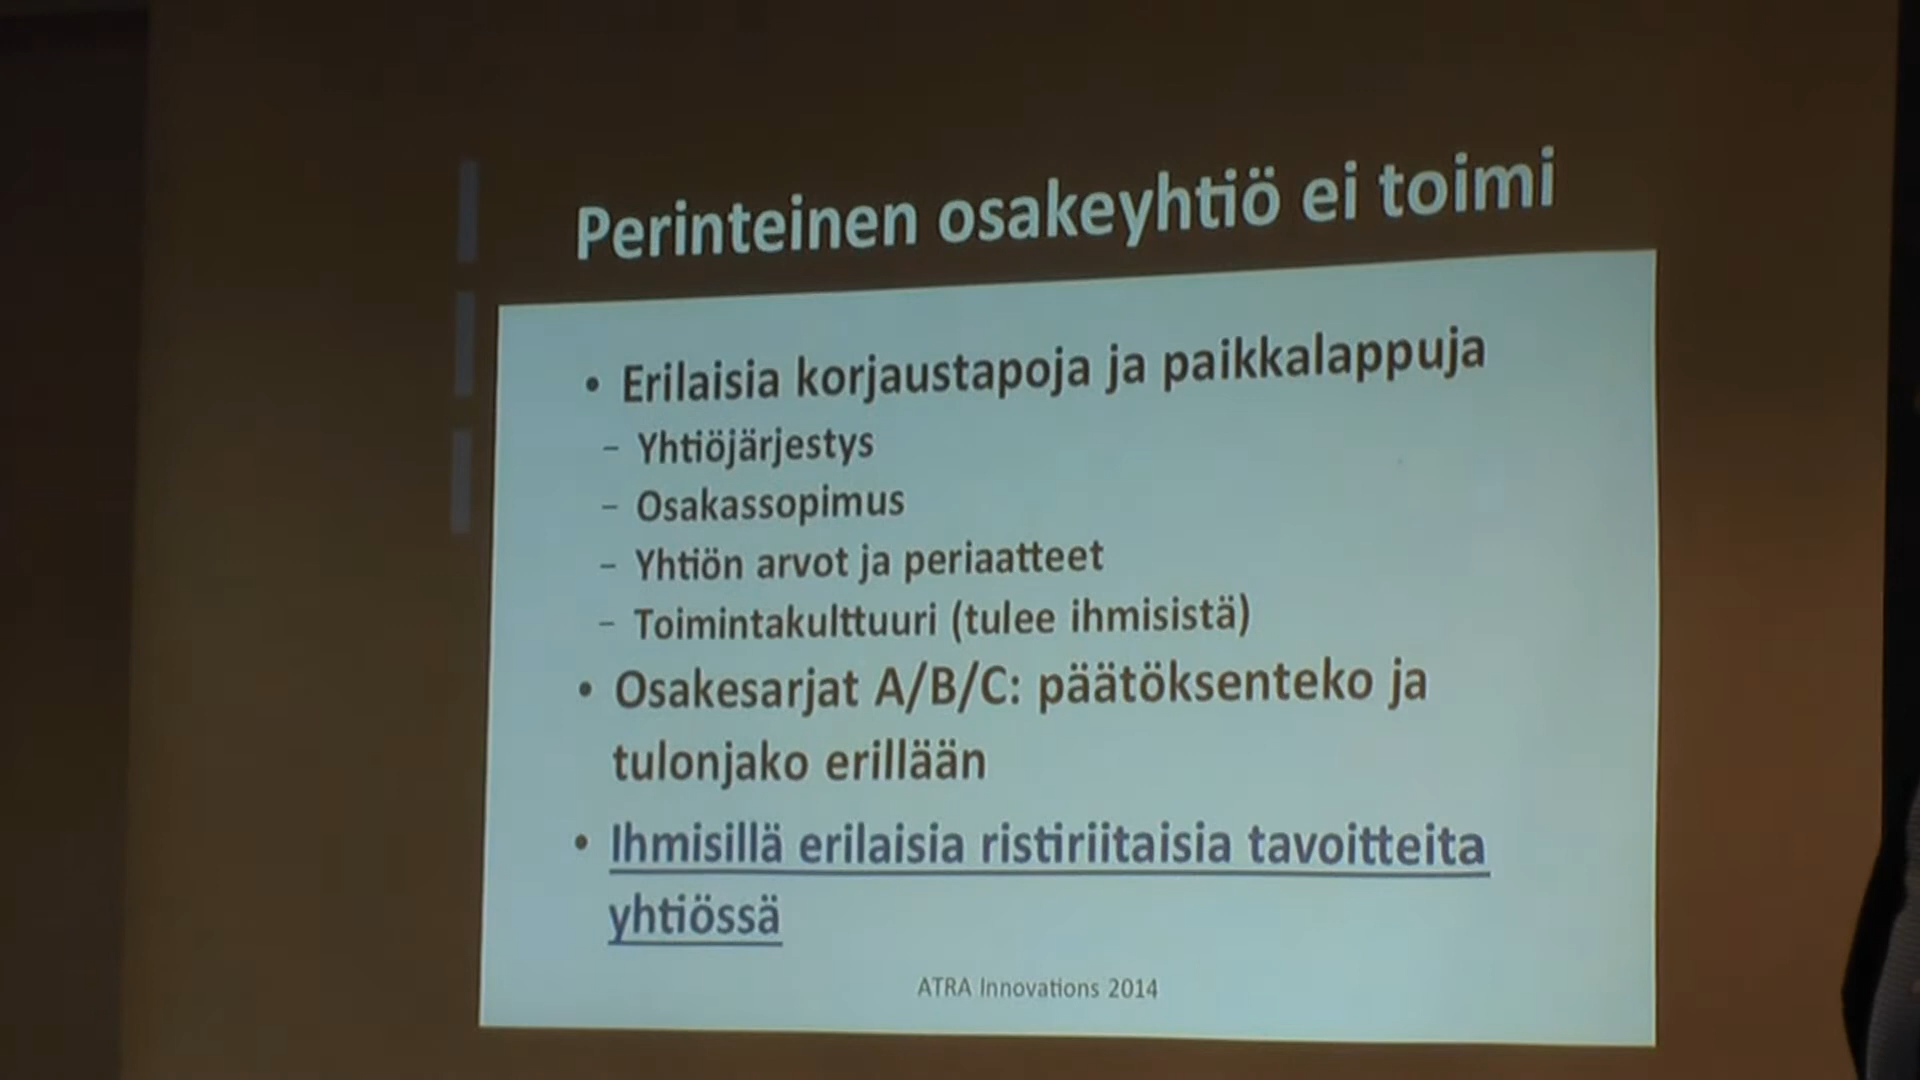 Perinteinen osakeyhtiö ei toimi
• Erilaisia korjaustapoja ja paikkalappuja
– Yhtiöjärjestys
– Osakassopimus
– Yhtiön arvot ja periaatteet
– Toimintakulttuuri (tulee ihmisistä)
• Osakesarjat A/B/C: päätöksenteko ja
tulonjako erillään
• Ihmisillä erilaisia ristiriitaisia tavoitteita
yhtiössä
ATRA Innovations 2014